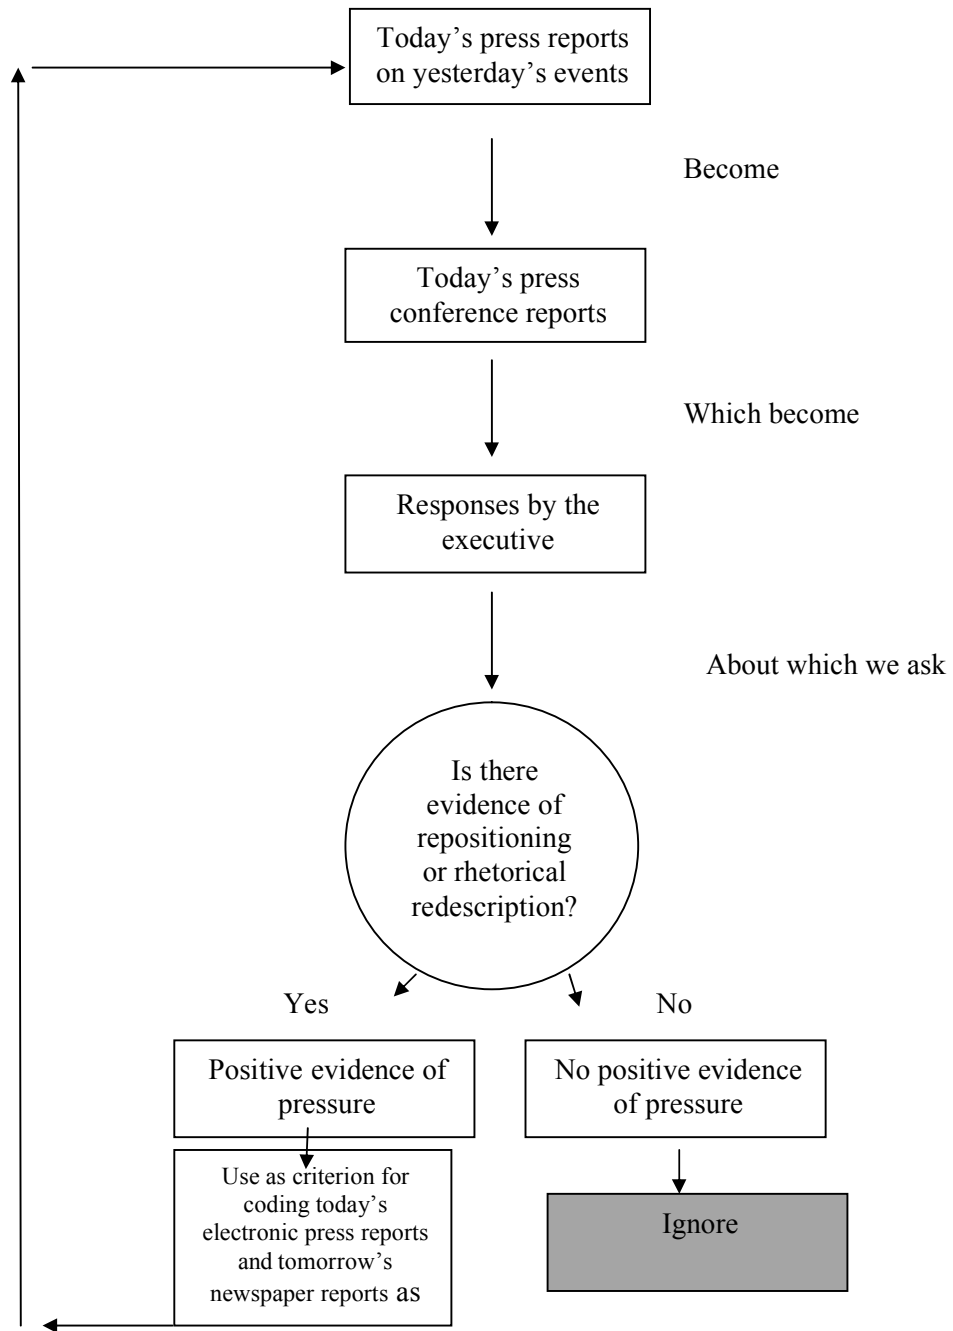 Today’s press reports
on yesterday’s events
Become
Today’s press
conference reports
Which become
Responses by the
executive
About which we ask
Is there
evidence of
repositioning
or rhetorical
redescription?
Yes
No
Positive evidence of
pressure
No positive evidence
of pressure
Use as criterion for
coding today’s
electronic press reports
and tomorrow’s
newspaper reports as
Ignore